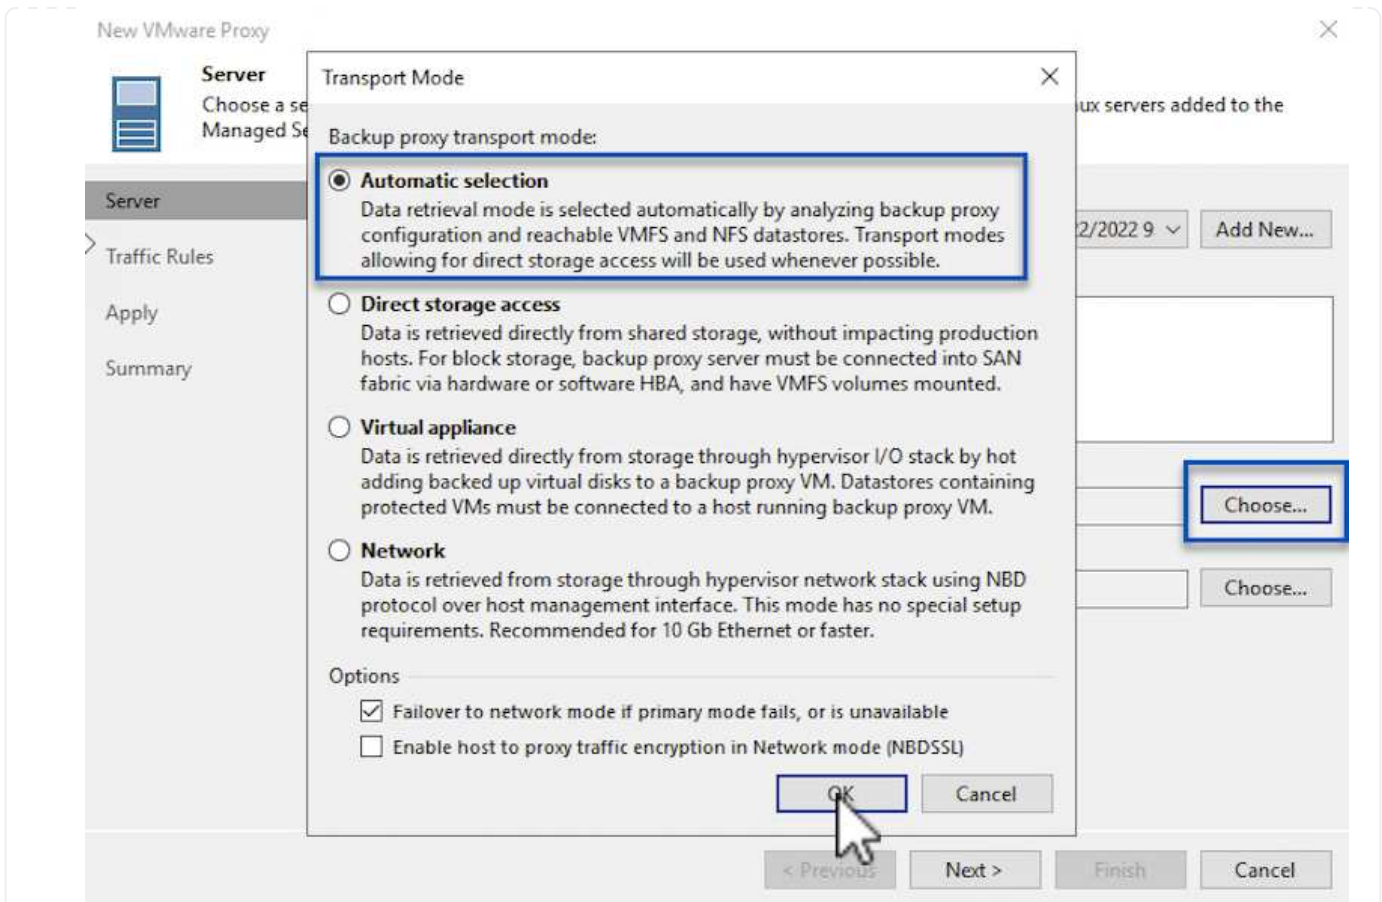 New VMware Proxy
Server
Choose a se
ux servers added to the
Managed Se
Server
Traffic Rules
Apply
Summary
Transport Mode
Backup proxy transport mode:
Automatic selection
Data retrieval mode is selected automatically by analyzing backup proxy
configuration and reachable VMFS and NFS datastores. Transport modes
allowing for direct storage access will be used whenever possible.
Direct storage access
Data is retrieved directly from shared storage, without impacting production
hosts. For block storage, backup proxy server must be connected into SAN
fabric via hardware or software HBA, and have VMFS volumes mounted.
Virtual appliance
Data is retrieved directly from storage through hypervisor I/O stack by hot
adding backed up virtual disks to a backup proxy VM. Datastores containing
protected VMs must be connected to a host running backup proxy VM.
Network
Data is retrieved from storage through hypervisor network stack using NBD
protocol over host management interface. This mode has no special setup
requirements. Recommended for 10 Gb Ethernet or faster.
Options
Failover to network mode if primary mode fails, or is unavailable
Enable host to proxy traffic encryption in Network mode (NBDSSL)
OK
Cancel
2/2022 9
Add New...
Choose...
Choose...
< Previous
Next >
Finish
Cancel